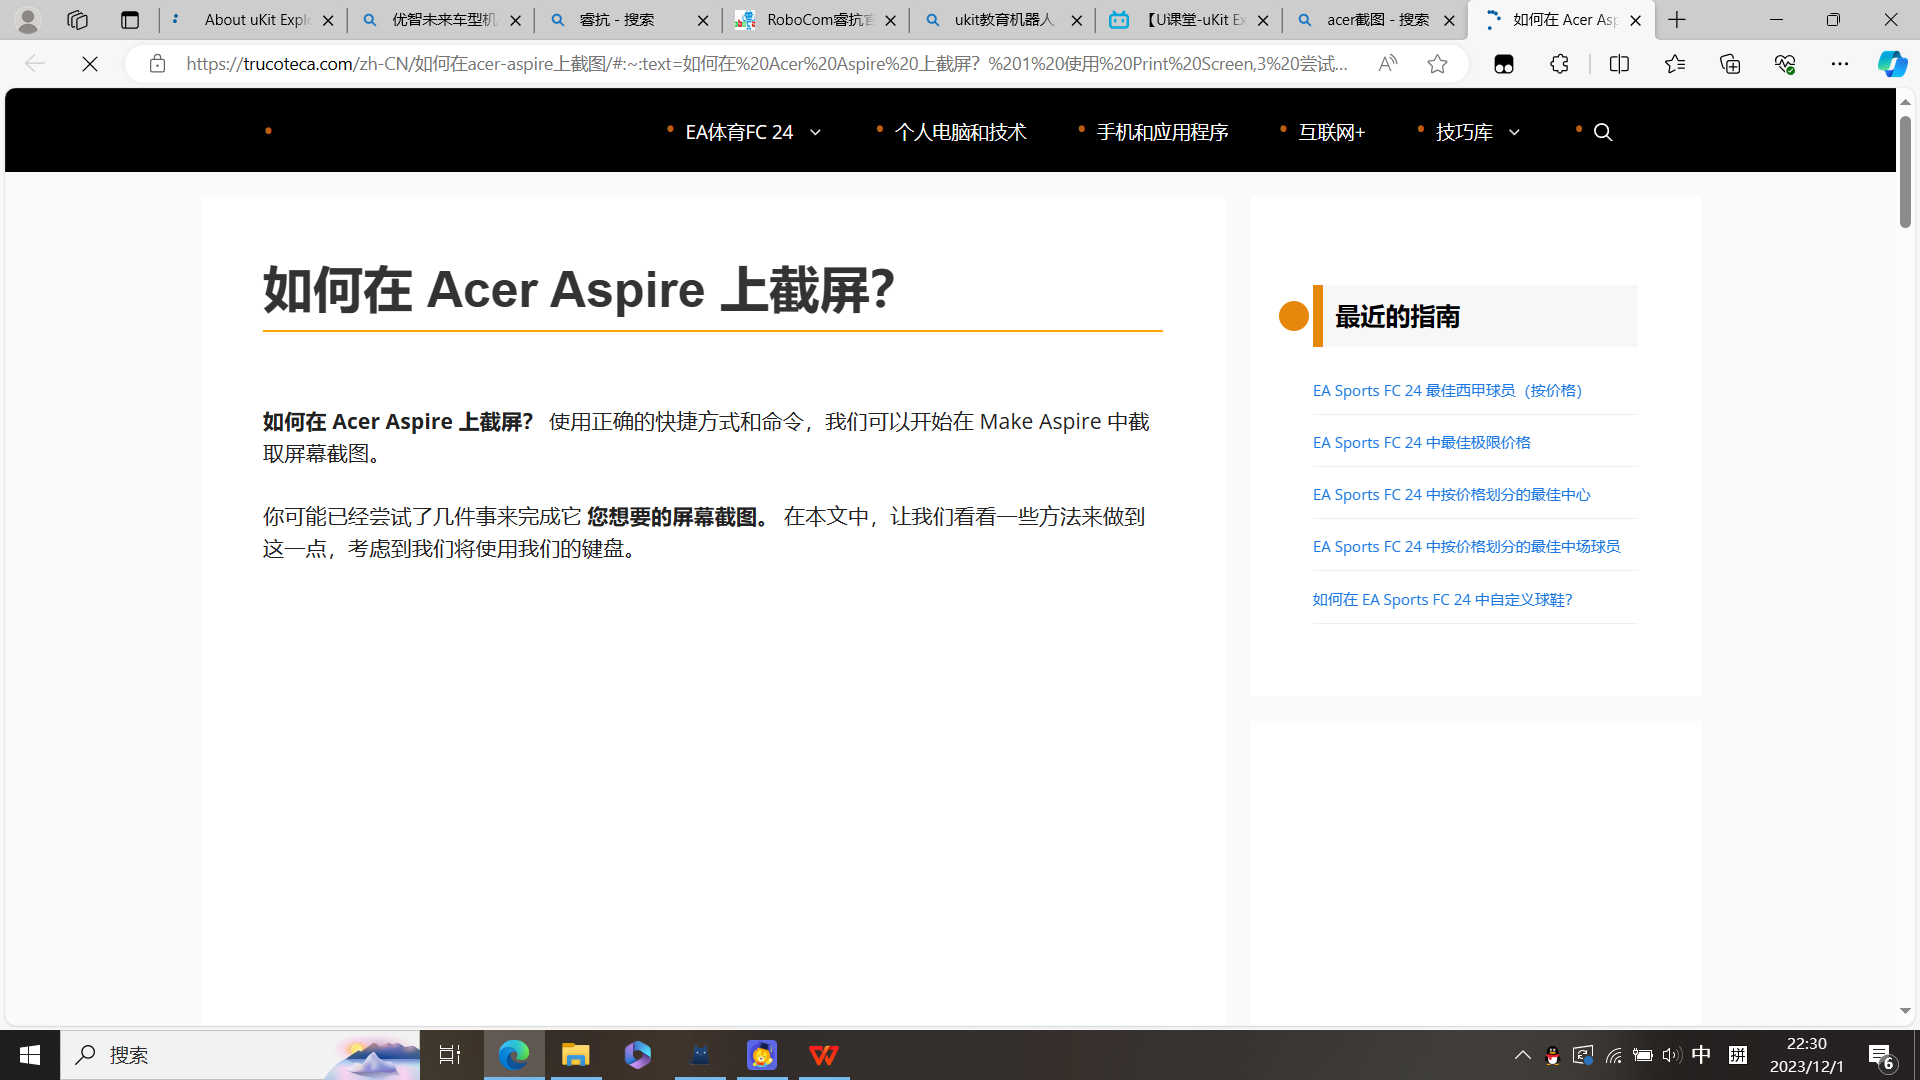 About uKit Explo
优智未来车型机
睿抗 - 搜索
RoboCom睿抗官
ukit教育机器人
【U课堂-uKit Ex
acer截图 - 搜索
如何在 Acer Asp
https://trucoteca.com/zh-CN/如何在acer-aspire上截图/#:~:text=如何在%20Acer%20Aspire%20上截屏？%201%20使用%20Print%20Screen,3%20尝试...
EA体育FC 24
个人电脑和技术
手机和应用程序
互联网+
技巧库
如何在 Acer Aspire 上截屏？
如何在 Acer Aspire 上截屏？ 使用正确的快捷方式和命令，我们可以开始在 Make Aspire 中截
取屏幕截图。
你可能已经尝试了几件事来完成它 您想要的屏幕截图。 在本文中，让我们看看一些方法来做到
这一点，考虑到我们将使用我们的键盘。
最近的指南
EA Sports FC 24 最佳西甲球员（按价格）
EA Sports FC 24 中最佳极限价格
EA Sports FC 24 中按价格划分的最佳中心
EA Sports FC 24 中按价格划分的最佳中场球员
如何在 EA Sports FC 24 中自定义球鞋？
搜索
中
拼
22:30
2023/12/1
6